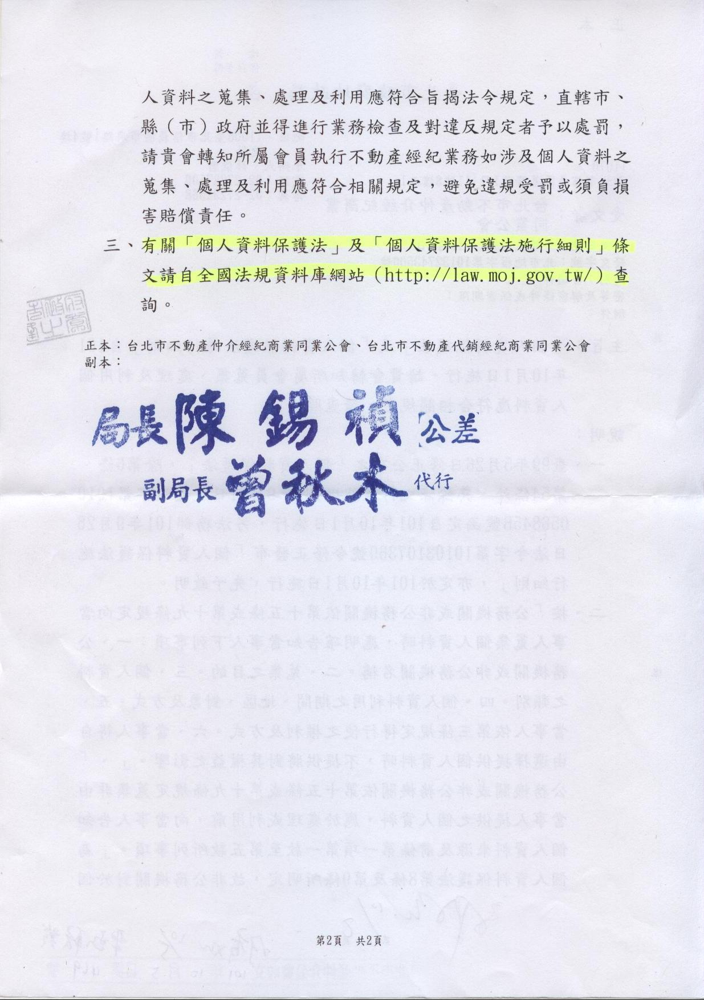 人資料之蒐集、處理及利用應符合旨揭法令規定，直轄市、
縣（市）政府並得進行業務檢查及對違反規定者予以處罰，
請貴會轉知所屬會員執行不動產經紀業務如涉及個人資料之
蒐集、處理及利用應符合相關規定，避免違規受罰或須負損
害賠償責任。
三、有關「個人資料保護法」及「個人資料保護法施行細則」條
文請自全國法規資料庫網站（http://law.moj.gov.tw/）查
詢。
正本：台北市不動產仲介經紀商業同業公會、台北市不動產代銷經紀商業同業公會
副本：
局長陳錫禎公差
副局長曾秋木代行
第2頁 共2頁